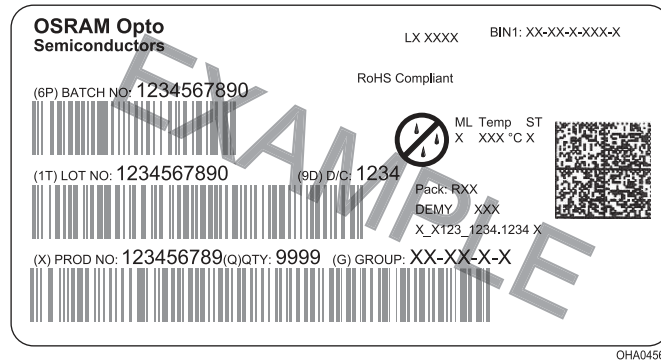 OSRAM Opto
Semiconductors
LX XXXX
BIN1: XX-XX-X-XXX-X
RoHS Compliant
(6P) BATCH NO: 1234567890
ML Temp ST
X XXX °C X
(1T) LOT NO: 1234567890
(9D) D/C: 1234
Pack: RXX
DEMY XXX
X_X123_1234.1234 X
(X) PROD NO: 123456789(Q)QTY: 9999 (G) GROUP: XX-XX-X-X
EXAMPLE
OHA04563